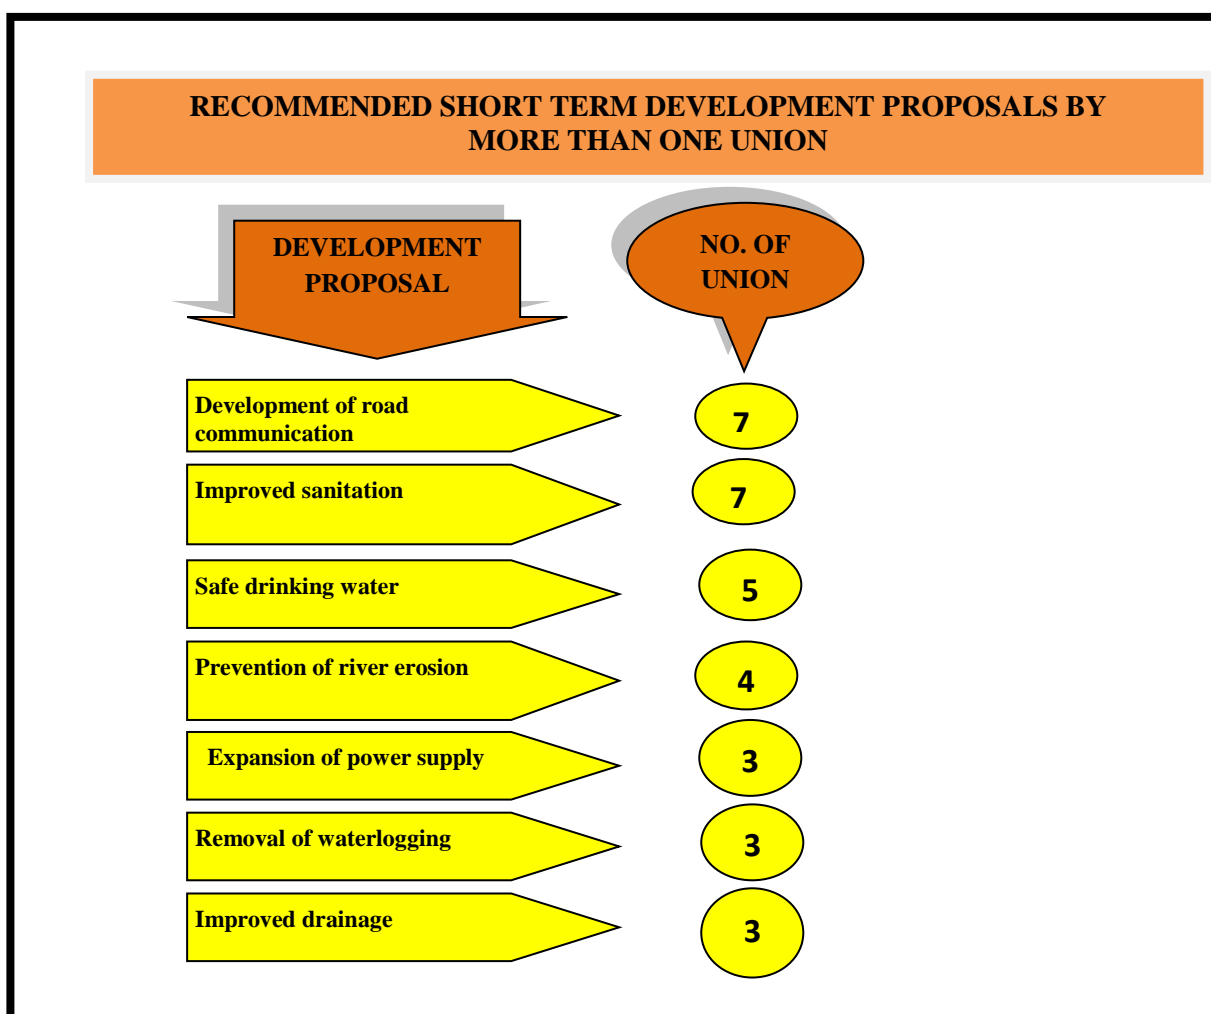 RECOMMENDED SHORT TERM DEVELOPMENT PROPOSALS BY
MORE THAN ONE UNION
DEVELOPMENT
PROPOSAL
NO. OF
UNION
Development of road
communication
7
Improved sanitation
7
Safe drinking water
5
Prevention of river erosion
4
Expansion of power supply
3
Removal of waterlogging
3
Improved drainage
3